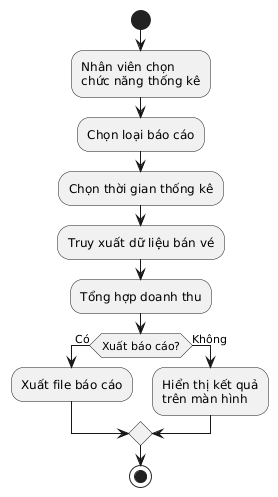 Nhân viên chọn
chức năng thống kê
Chọn loại báo cáo
Chọn thời gian thống kê
Truy xuất dữ liệu bán vé
Tổng hợp doanh thu
Xuất báo cáo?
Có
Không
Xuất file báo cáo
Hiển thị kết quả
trên màn hình